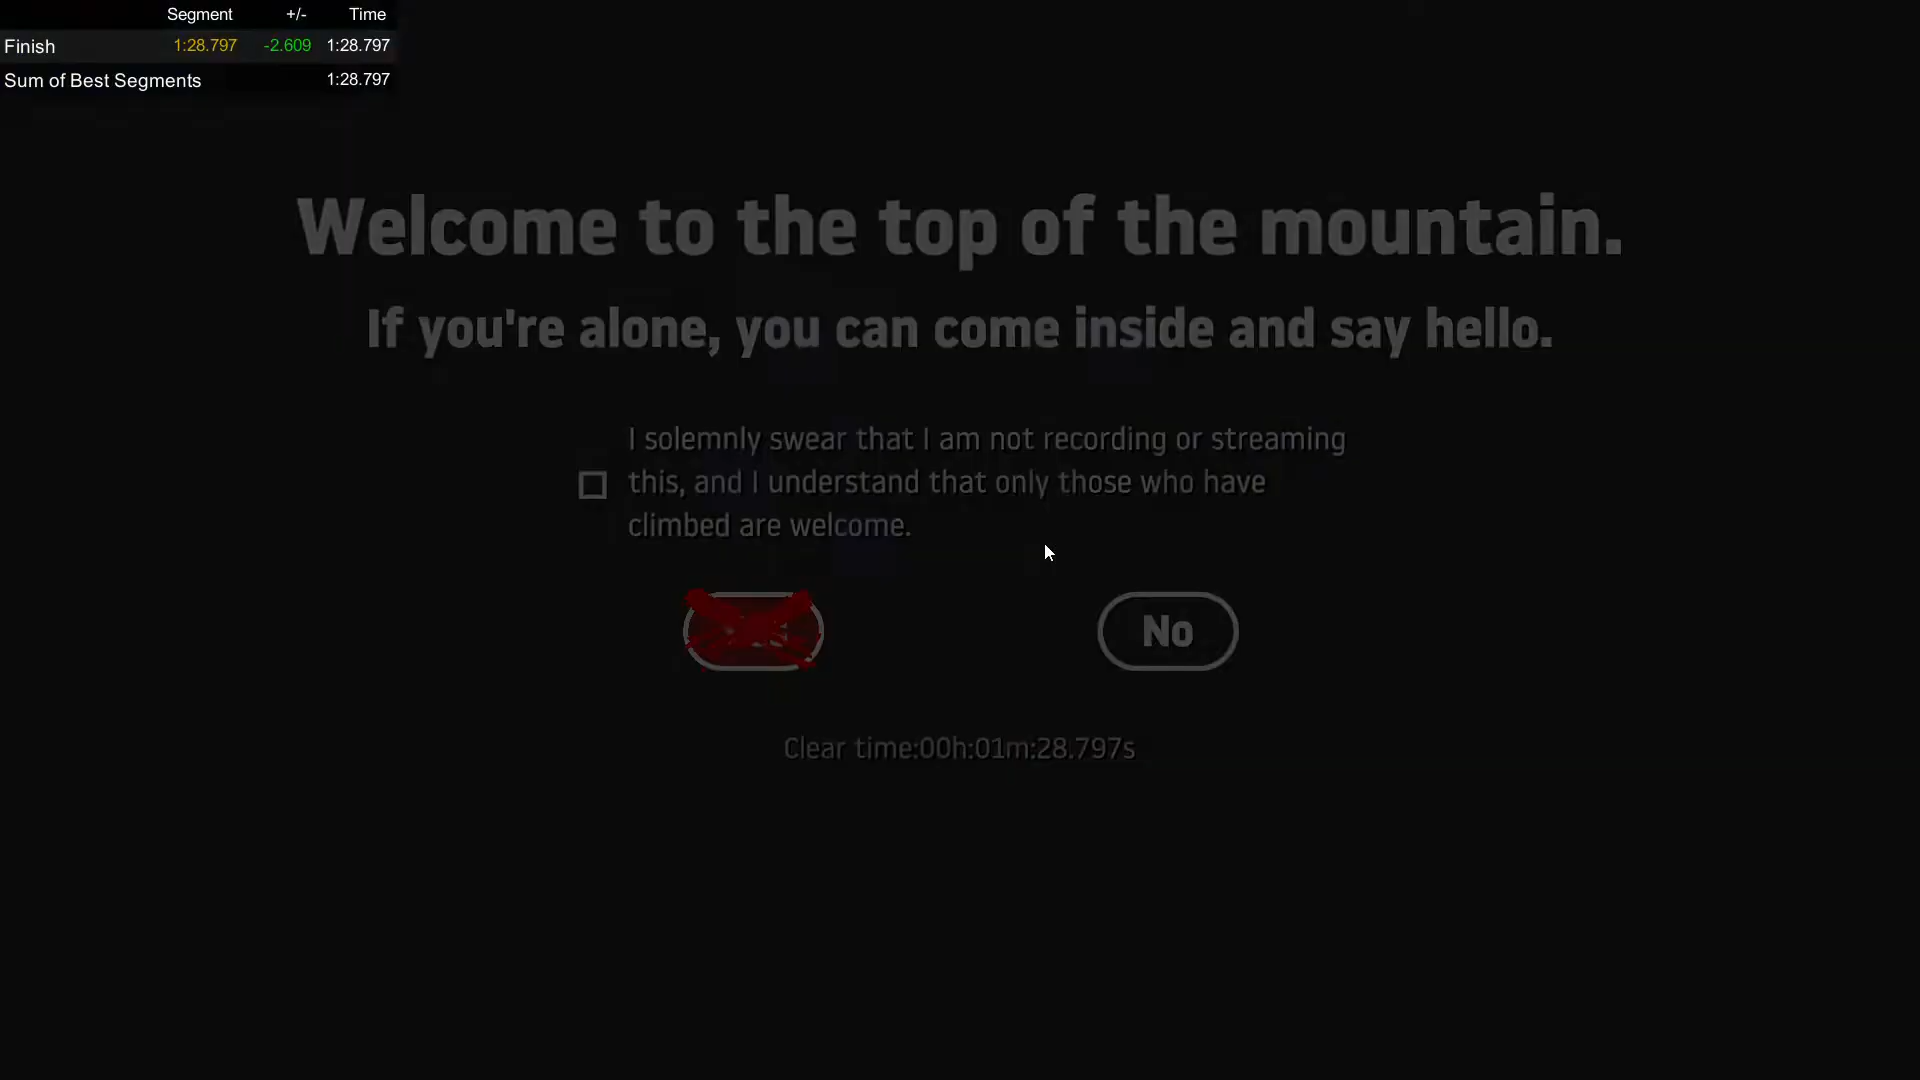 Segment +/- Time
Finish 1:28.797 -2.609 1:28.797
Sum of Best Segments 1:28.797
Welcome to the top of the mountain.
If you're alone, you can come inside and say hello.
I solemnly swear that I am not recording or streaming
this, and I understand that only those who have
climbed are welcome.
No
Clear time:00h:01m:28.797s